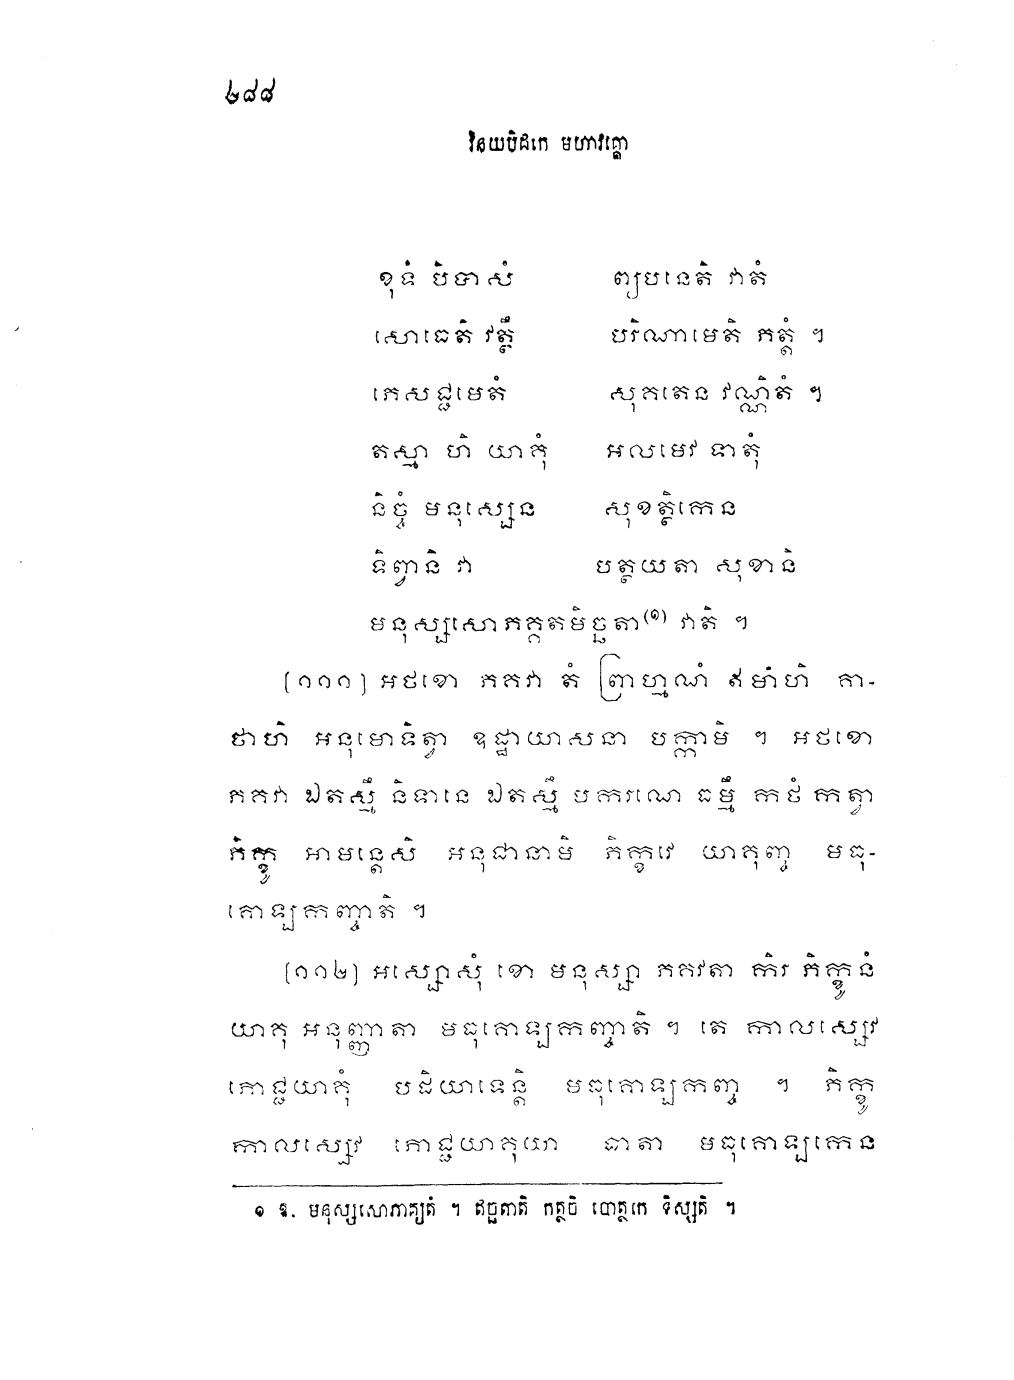 ២៨៨
វិនយបិដកេ មហាវគ្គោ
ខុទំ បិបាសំ ព្យបនេតិ វាតំ
សោធេតិ វត្ថឹ បរិណាមេតិ ភត្តំ ។
ភេសជ្ជមេតំ សុគតេន វណ្ណិតំ ។
តស្មា ហិ យាគុំ អលមេវ ទាតុំ
និច្ចំ មនុស្សេន សុខត្ថិកេន
ទិព្វានិ វា បត្ថយតា សុខានិ
មនុស្សសោភគ្គតមិច្ឆតា(១) វាតិ ។
[១១១] អថខោ ភគវា តំ ព្រាហ្មណំ ឥមាហិ គា-
ថាហិ អនុមោទិត្វា ឧដ្ឋាយាសនា បក្កាមិ ។ អថខោ
ភគវា ឯតស្មឹ និទានេ ឯតស្មឹ បករណេ ធម្មឹ កថំ កត្វា
ភិក្ខូ អាមន្តេសិ អនុជានាមិ ភិក្ខវេ យាគុញ្ច មធុ-
គោឡកញ្ចាតិ ។
[១១២] អស្សោសុំ ខោ មនុស្សា ភគវតា កិរ ភិក្ខូនំ
យាគុ អនុញ្ញាតា មធុគោឡកញ្ចាតិ ។ តេ កាលស្សេវ
ភោជ្ជយាគុំ បដិយាទេន្តិ មធុគោឡកញ្ច ។ ភិក្ខូ
កាលស្សេវ ភោជ្ជយាគុយា ធាតា មធុគោឡកេន
១ ឱ. មនុស្សសោភាគ្យតំ ។ ឥច្ឆតាតិ កត្ថចិ បោត្ថកេ ទិស្សតិ ។